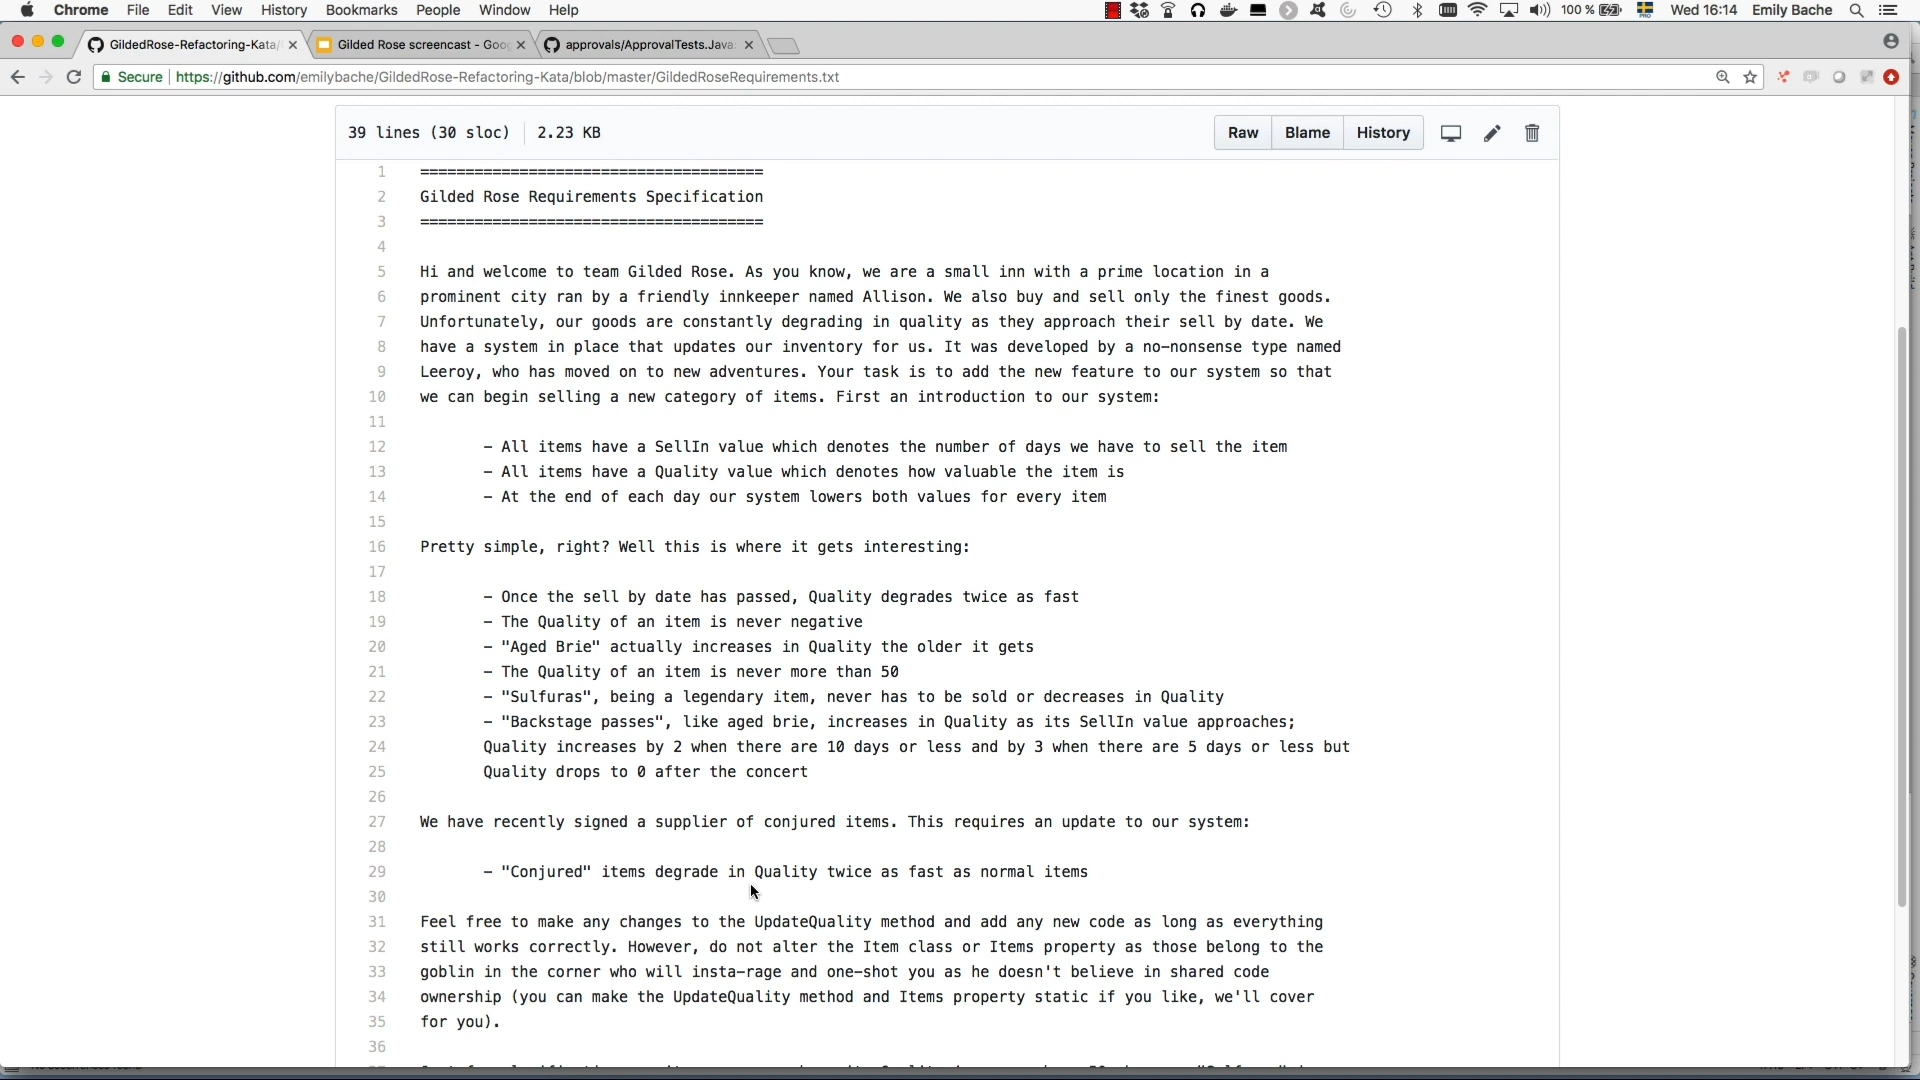 Chrome File Edit View History Bookmarks People Window Help 100% Wed 16:14 Emily Bache
GildedRose-Refactoring-Kata/ Gilded Rose screencast - Goo approvals/ApprovalTests.Java:
Secure https://github.com/emilybache/GildedRose-Refactoring-Kata/blob/master/GildedRoseRequirements.txt
39 lines (30 sloc) 2.23 KB Raw Blame History
1 ======================================
2 Gilded Rose Requirements Specification
3 ======================================
4
5 Hi and welcome to team Gilded Rose. As you know, we are a small inn with a prime location in a
6 prominent city ran by a friendly innkeeper named Allison. We also buy and sell only the finest goods.
7 Unfortunately, our goods are constantly degrading in quality as they approach their sell by date. We
8 have a system in place that updates our inventory for us. It was developed by a no-nonsense type named
9 Leeroy, who has moved on to new adventures. Your task is to add the new feature to our system so that
10 we can begin selling a new category of items. First an introduction to our system:
11
12 - All items have a SellIn value which denotes the number of days we have to sell the item
13 - All items have a Quality value which denotes how valuable the item is
14 - At the end of each day our system lowers both values for every item
15
16 Pretty simple, right? Well this is where it gets interesting:
17
18 - Once the sell by date has passed, Quality degrades twice as fast
19 - The Quality of an item is never negative
20 - "Aged Brie" actually increases in Quality the older it gets
21 - The Quality of an item is never more than 50
22 - "Sulfuras", being a legendary item, never has to be sold or decreases in Quality
23 - "Backstage passes", like aged brie, increases in Quality as its SellIn value approaches;
24 Quality increases by 2 when there are 10 days or less and by 3 when there are 5 days or less but
25 Quality drops to 0 after the concert
26
27 We have recently signed a supplier of conjured items. This requires an update to our system:
28
29 - "Conjured" items degrade in Quality twice as fast as normal items
30
31 Feel free to make any changes to the UpdateQuality method and add any new code as long as everything
32 still works correctly. However, do not alter the Item class or Items property as those belong to the
33 goblin in the corner who will insta-rage and one-shot you as he doesn't believe in shared code
34 ownership (you can make the UpdateQuality method and Items property static if you like, we'll cover
35 for you).
36